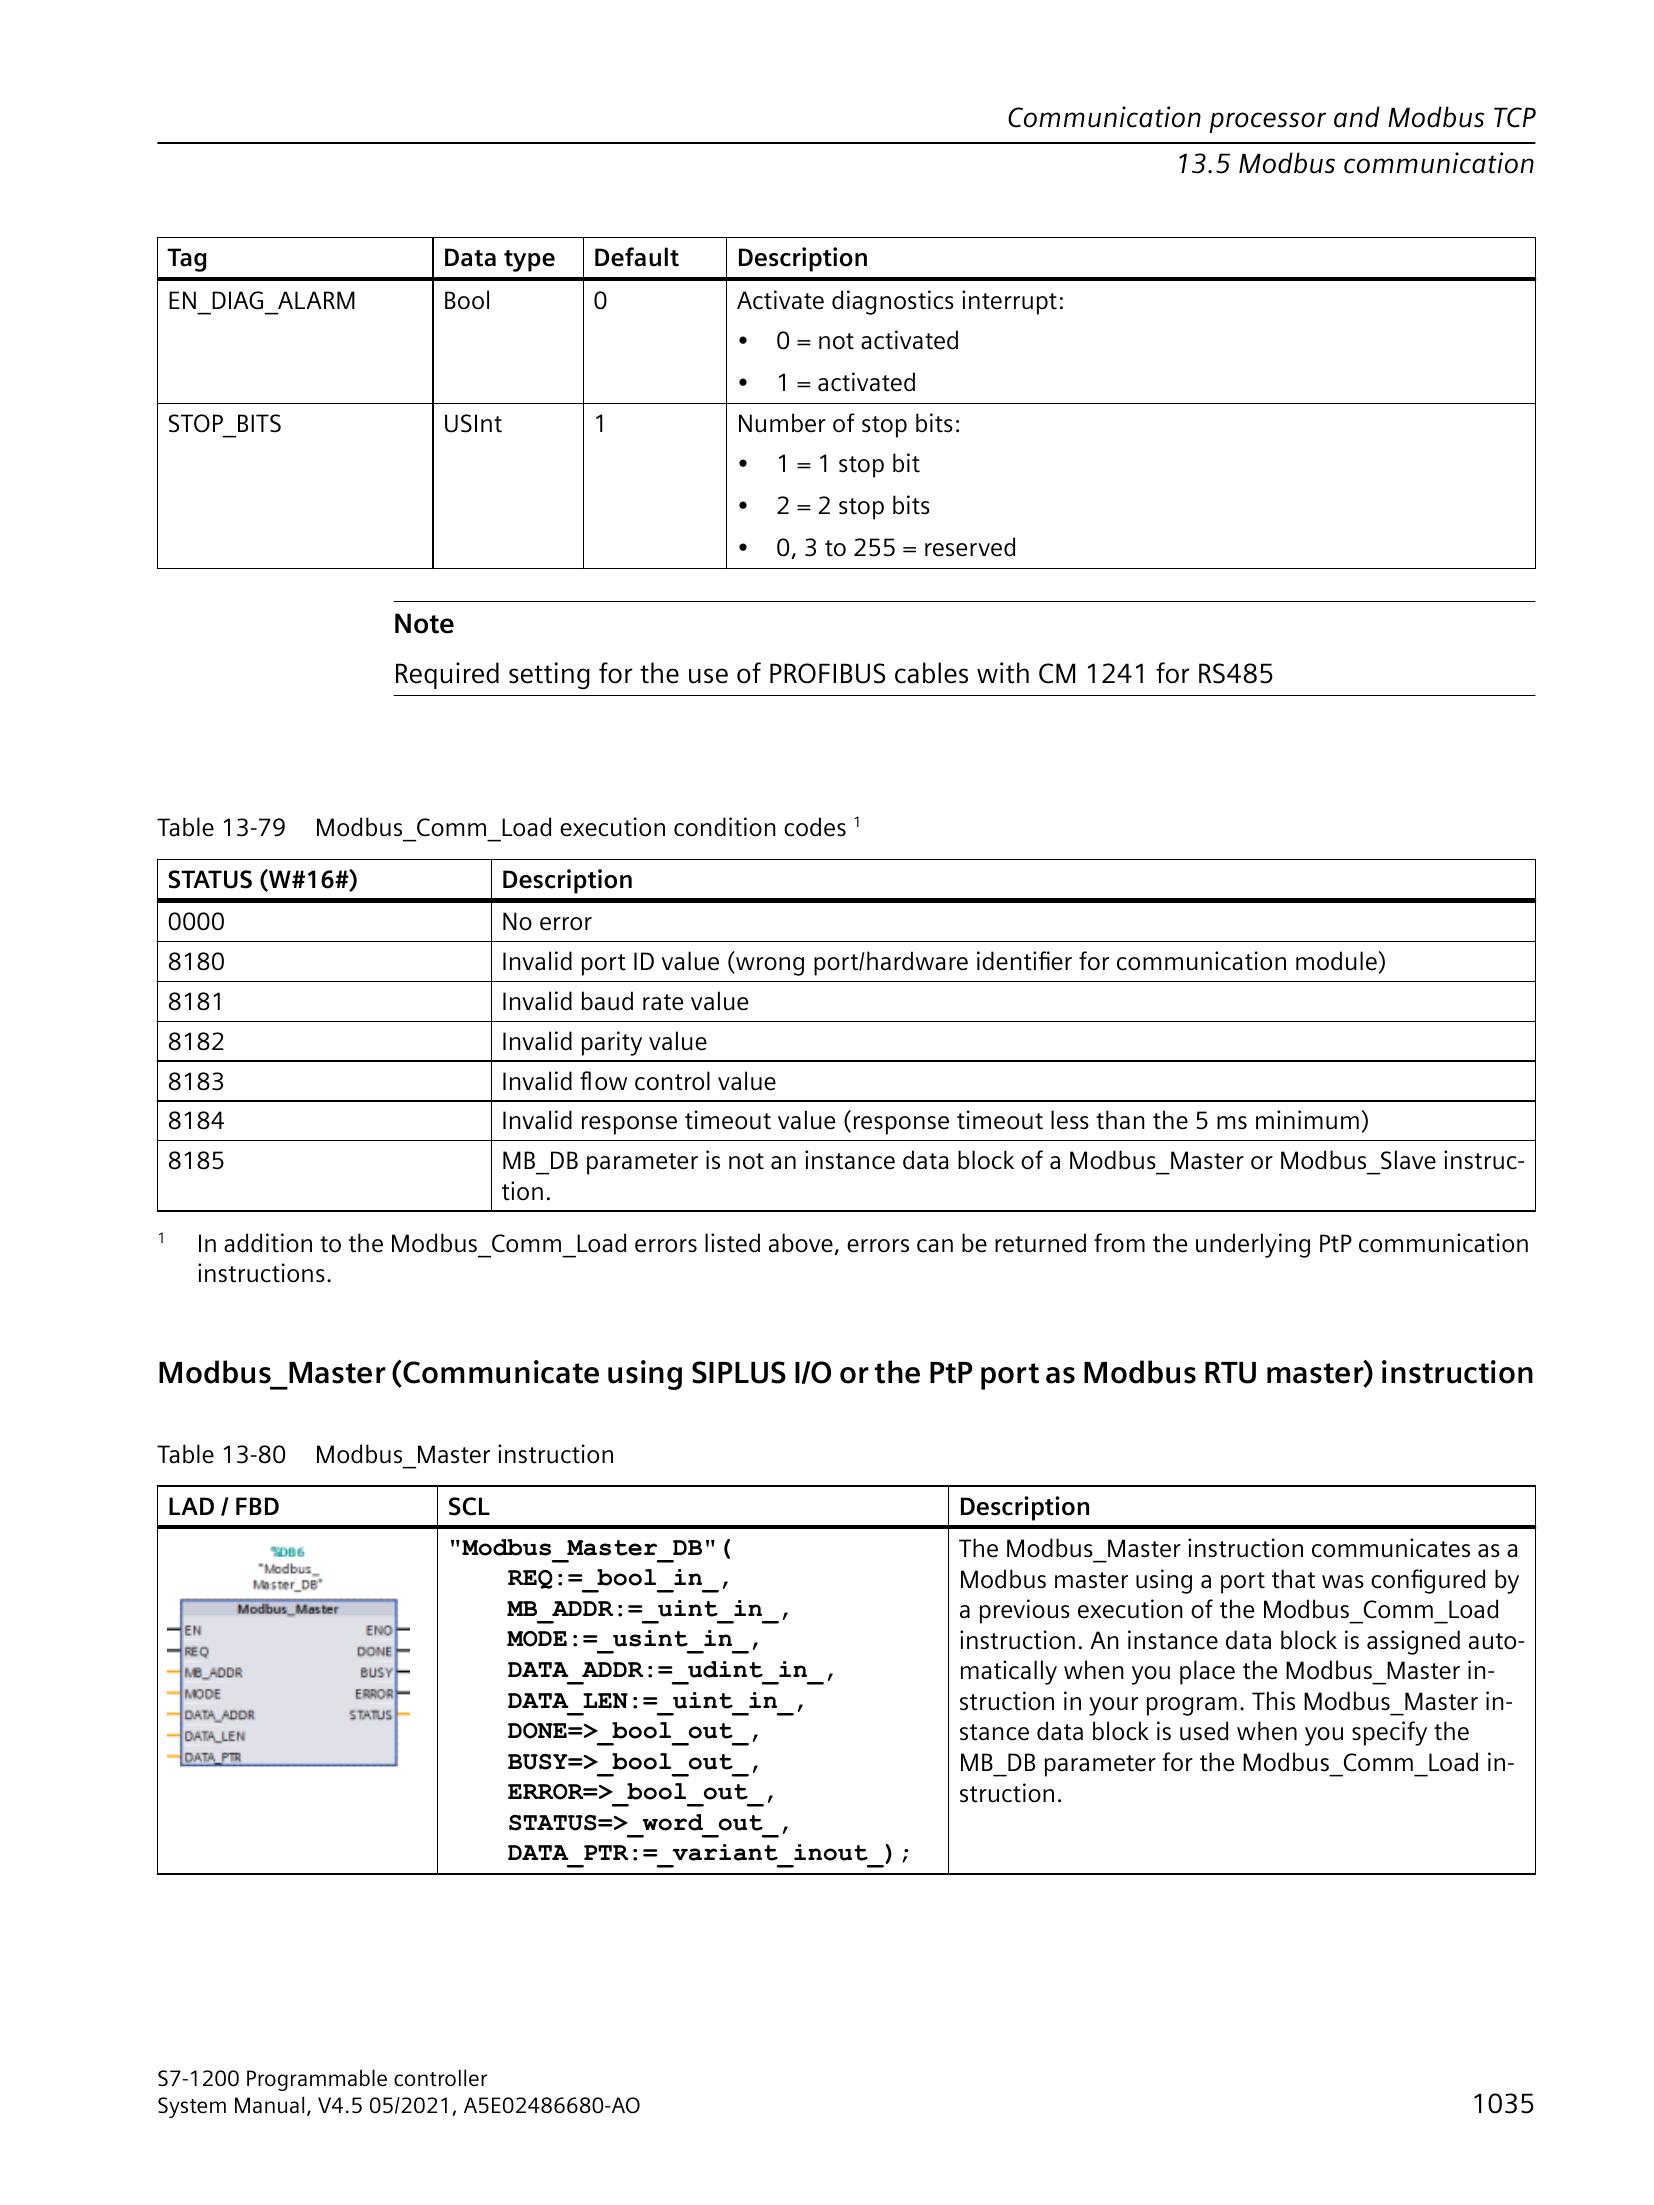 Communication processor and Modbus TCP
13.5 Modbus communication
Tag Data type Default Description
EN_DIAG_ALARM Bool 0 Activate diagnostics interrupt:
• 0 = not activated
• 1 = activated
STOP_BITS USInt 1 Number of stop bits:
• 1 = 1 stop bit
• 2 = 2 stop bits
• 0, 3 to 255 = reserved
Note
Required setting for the use of PROFIBUS cables with CM 1241 for RS485
Table 13-79 Modbus_Comm_Load execution condition codes 1
STATUS (W#16#) Description
0000 No error
8180 Invalid port ID value (wrong port/hardware identifier for communication module)
8181 Invalid baud rate value
8182 Invalid parity value
8183 Invalid flow control value
8184 Invalid response timeout value (response timeout less than the 5 ms minimum)
8185 MB_DB parameter is not an instance data block of a Modbus_Master or Modbus_Slave instruc-
tion.
1 In addition to the Modbus_Comm_Load errors listed above, errors can be returned from the underlying PtP communication
instructions.
Modbus_Master (Communicate using SIPLUS I/O or the PtP port as Modbus RTU master) instruction
Table 13-80 Modbus_Master instruction
LAD / FBD SCL Description
%DB6
"Modbus_
Master_DB"
Modbus_Master
EN ENO
REQ DONE
MB_ADDR BUSY
MODE ERROR
DATA_ADDR STATUS
DATA_LEN
DATA_PTR
"Modbus_Master_DB"(
REQ:=_bool_in_,
MB_ADDR:=_uint_in_,
MODE:=_usint_in_,
DATA_ADDR:=_udint_in_,
DATA_LEN:=_uint_in_,
DONE=>_bool_out_,
BUSY=>_bool_out_,
ERROR=>_bool_out_,
STATUS=>_word_out_,
DATA_PTR:=_variant_inout_);
The Modbus_Master instruction communicates as a
Modbus master using a port that was configured by
a previous execution of the Modbus_Comm_Load
instruction. An instance data block is assigned auto-
matically when you place the Modbus_Master in-
struction in your program. This Modbus_Master in-
stance data block is used when you specify the
MB_DB parameter for the Modbus_Comm_Load in-
struction.
S7-1200 Programmable controller
System Manual, V4.5 05/2021, A5E02486680-AO 1035